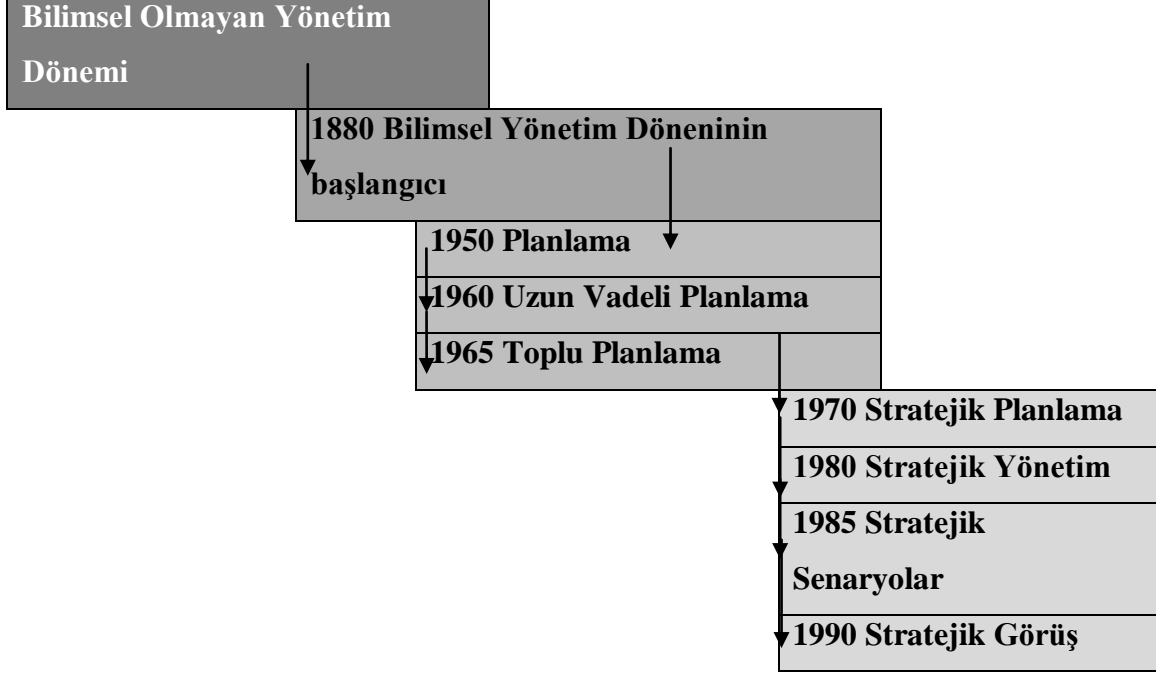 Bilimsel Olmayan Yönetim
Dönemi
1880 Bilimsel Yönetim Döneninin
başlangıcı
1950 Planlama
1960 Uzun Vadeli Planlama
1965 Toplu Planlama
1970 Stratejik Planlama
1980 Stratejik Yönetim
1985 Stratejik
Senaryolar
1990 Stratejik Görüş